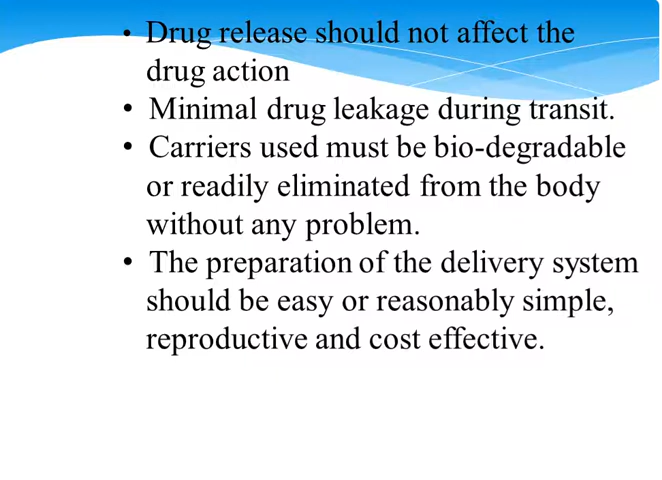 • Drug release should not affect the
drug action
• Minimal drug leakage during transit.
• Carriers used must be bio-degradable
or readily eliminated from the body
without any problem.
• The preparation of the delivery system
should be easy or reasonably simple,
reproductive and cost effective.